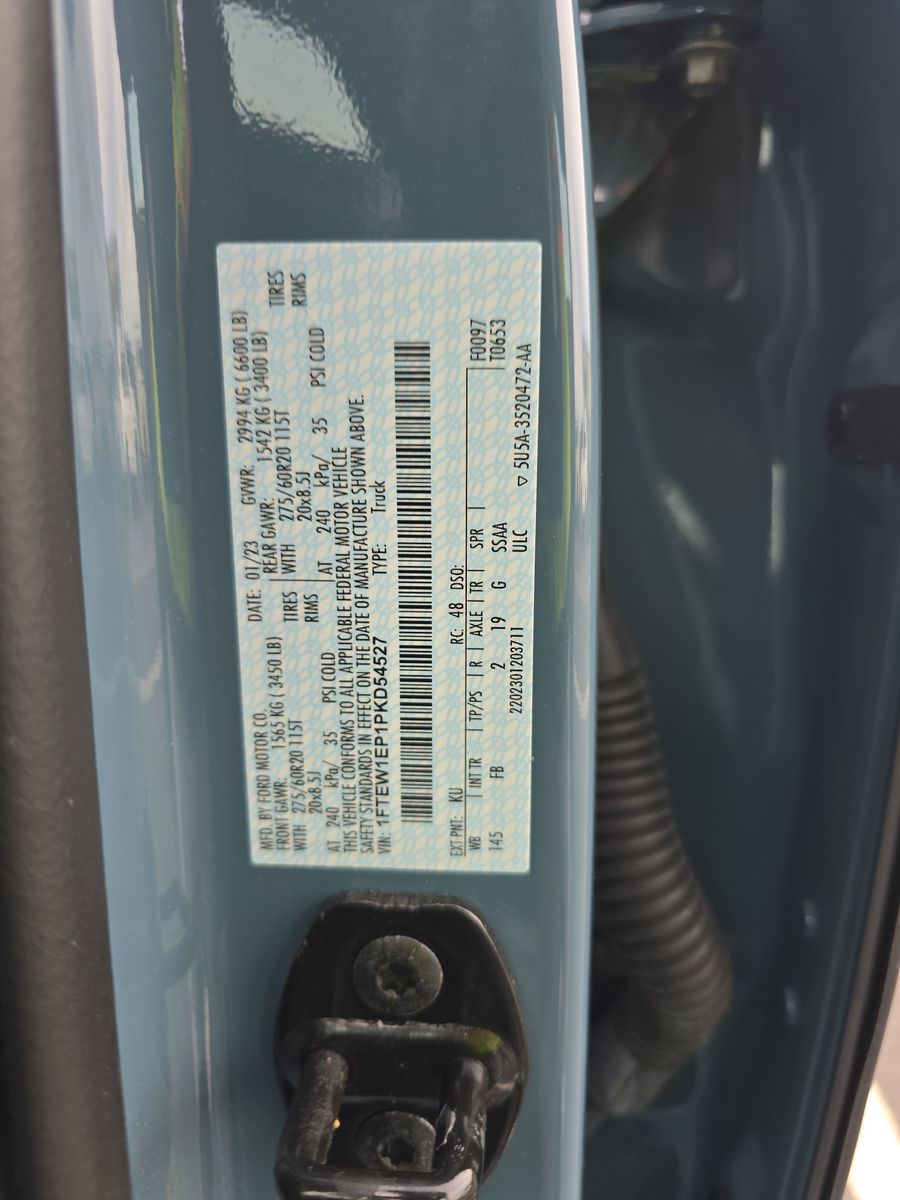 MFD. BY FORD MOTOR CO. DATE: 01/23 GVWR: 2994 KG ( 6600 LB)
FRONT GAWR: 1565 KG ( 3450 LB) REAR GAWR: 1542 KG ( 3400 LB)
WITH 275/60R20 115T TIRES WITH 275/60R20 115T TIRES
20x8.5J RIMS 20x8.5J RIMS
AT 240 kPa/ 35 PSI COLD AT 240 kPa/ 35 PSI COLD
THIS VEHICLE CONFORMS TO ALL APPLICABLE FEDERAL MOTOR VEHICLE
SAFETY STANDARDS IN EFFECT ON THE DATE OF MANUFACTURE SHOWN ABOVE.
VIN: 1FTEW1EP1PKD54527 TYPE: Truck
EXT PNT: KU RC: 48 DSO: F0097
WB INT TR TP/PS R AXLE TR SPR T0653
145 FB 2 19 G SSAA
2202301203711 ULC ▽ 5U5A-3520472-AA